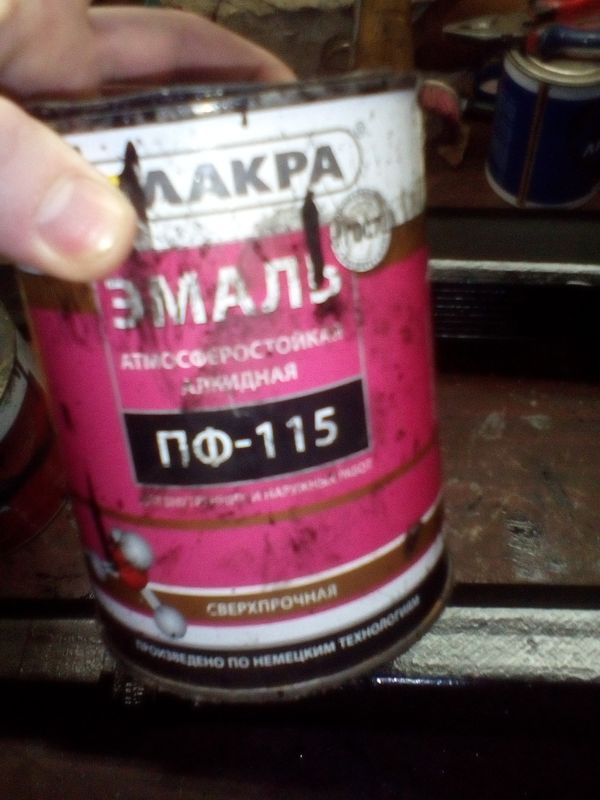 ЛАКРА
ГОСТ
ЭМАЛЬ
АТМОСФЕРОСТОЙКАЯ
АЛКИДНАЯ
ПФ-115
ДЛЯ ВНУТРЕННИХ И НАРУЖНЫХ РАБОТ
СВЕРХПРОЧНАЯ
ПРОИЗВЕДЕНО ПО НЕМЕЦКИМ ТЕХНОЛОГИЯМ